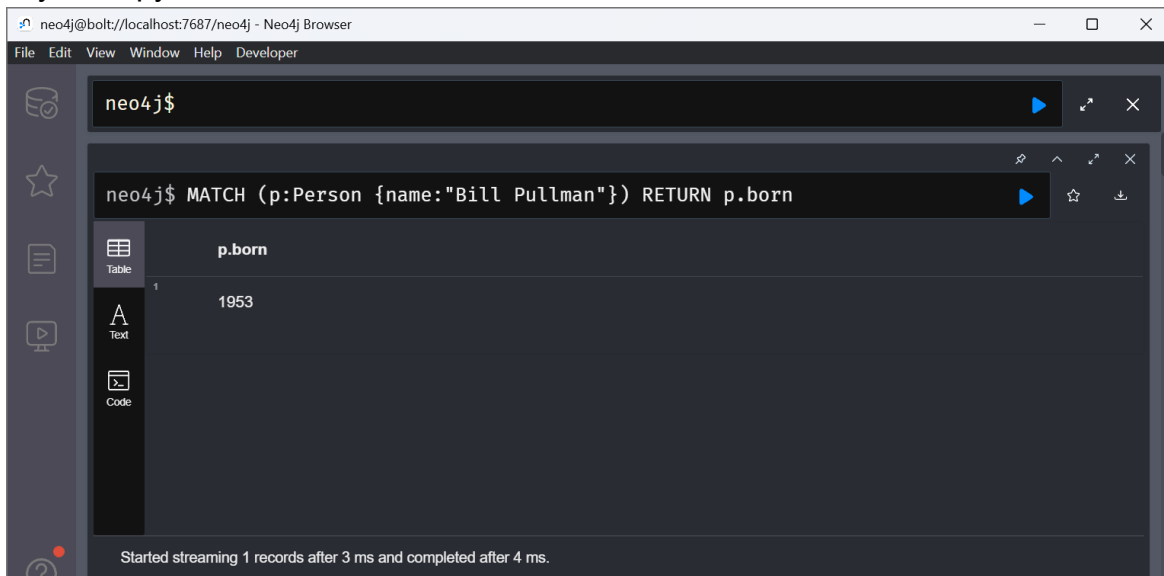 neo4j@bolt://localhost:7687/neo4j - Neo4j Browser
File Edit View Window Help Developer
neo4j$
neo4j$ MATCH (p:Person {name:"Bill Pullman"}) RETURN p.born
Table
p.born
1
1953
Text
Code
Started streaming 1 records after 3 ms and completed after 4 ms.